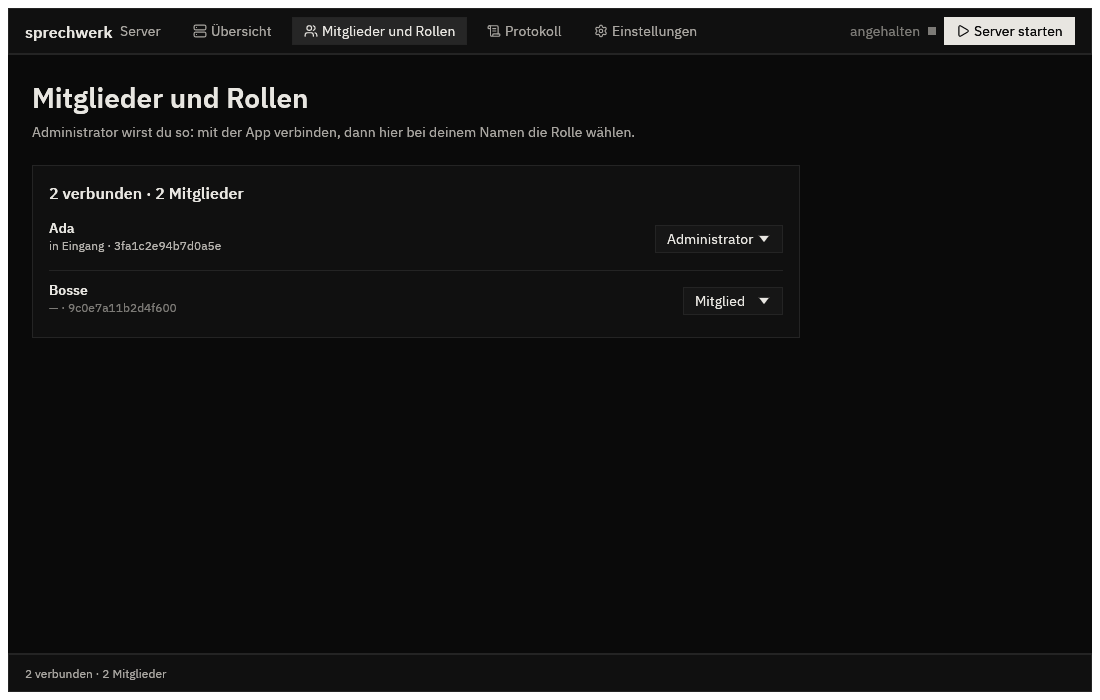 sprechwerk Server Übersicht Mitglieder und Rollen Protokoll Einstellungen angehalten Server starten
Mitglieder und Rollen
Administrator wirst du so: mit der App verbinden, dann hier bei deinem Namen die Rolle wählen.
2 verbunden · 2 Mitglieder
Ada
in Eingang · 3fa1c2e94b7d0a5e
Administrator
Bosse
— · 9c0e7a11b2d4f600
Mitglied
2 verbunden · 2 Mitglieder